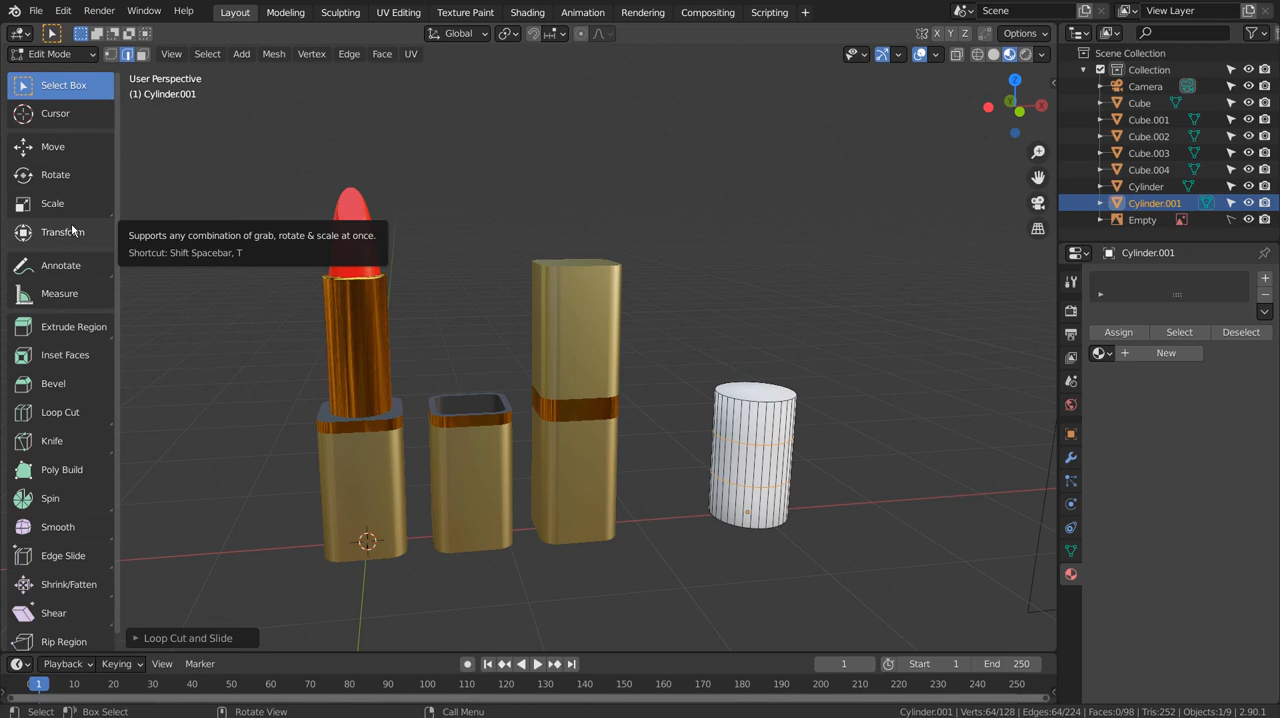 File Edit Render Window Help Layout Modeling Sculpting UV Editing Texture Paint Shading Animation Rendering Compositing Scripting + Scene View Layer
Global X Y Z Options
Edit Mode View Select Add Mesh Vertex Edge Face UV
User Perspective
(1) Cylinder.001
Select Box
Cursor
Move
Rotate
Scale
Transform
Annotate
Measure
Extrude Region
Inset Faces
Bevel
Loop Cut
Knife
Poly Build
Spin
Smooth
Edge Slide
Shrink/Fatten
Shear
Rip Region
Supports any combination of grab, rotate & scale at once.
Shortcut: Shift Spacebar, T
Z
X
Y
Loop Cut and Slide
Scene Collection
Collection
Camera
Cube
Cube.001
Cube.002
Cube.003
Cube.004
Cylinder
Cylinder.001
Empty
Cylinder.001
Assign Select Deselect
New
Playback Keying View Marker 1 Start 1 End 250
1 10 20 30 40 50 60 70 80 90 100 110 120 130 140 150 160 170 180 190 200 210 220 230 240 250
Select Box Select Rotate View Call Menu Cylinder.001 | Verts:64/128 | Edges:64/224 | Faces:0/98 | Tris:252 | Objects:1/9 | 2.90.1